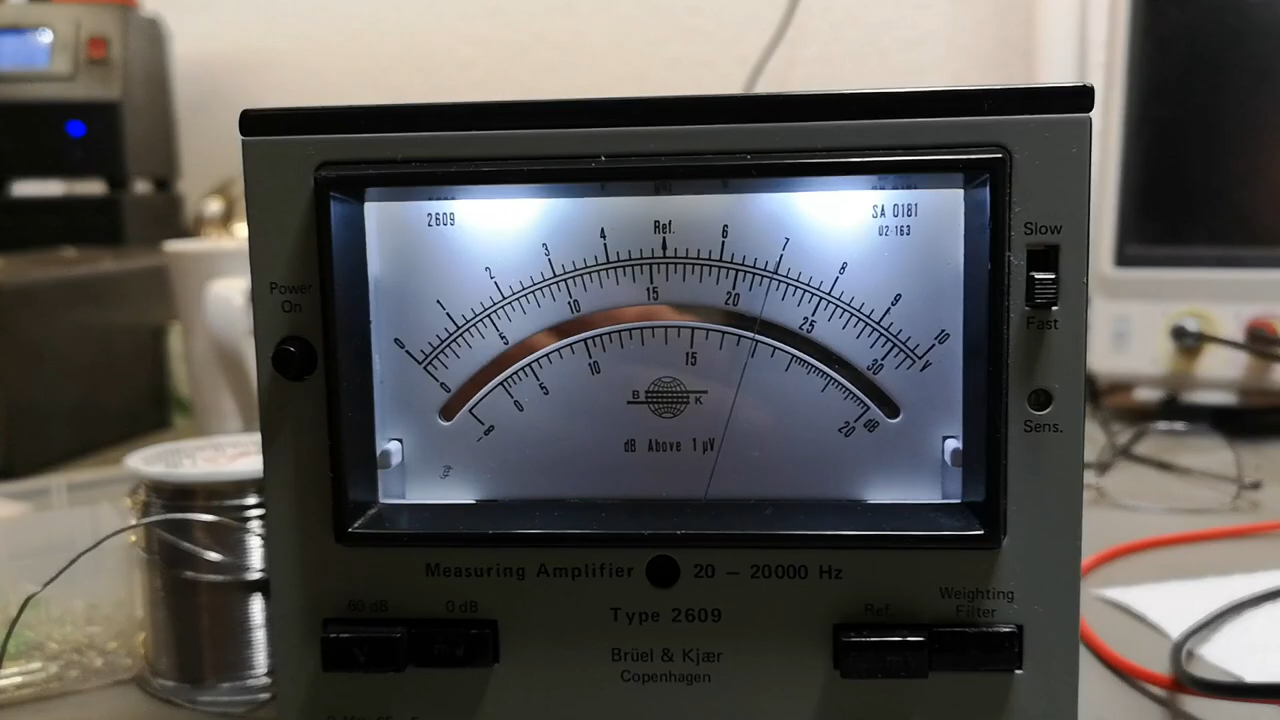 2609
SA 0181
02-163
Ref.
0 1 2 3 4 6 7 8 9 10
V
0 5 10 15 20 25 30
-∞ 0 5 10 15 20 dB
B K
dB Above 1 µV
Power
On
Slow
Fast
Sens.
Measuring Amplifier 20 – 20000 Hz
60 dB 0 dB
Type 2609
Ref. Weighting
Filter
Brüel & Kjær
Copenhagen